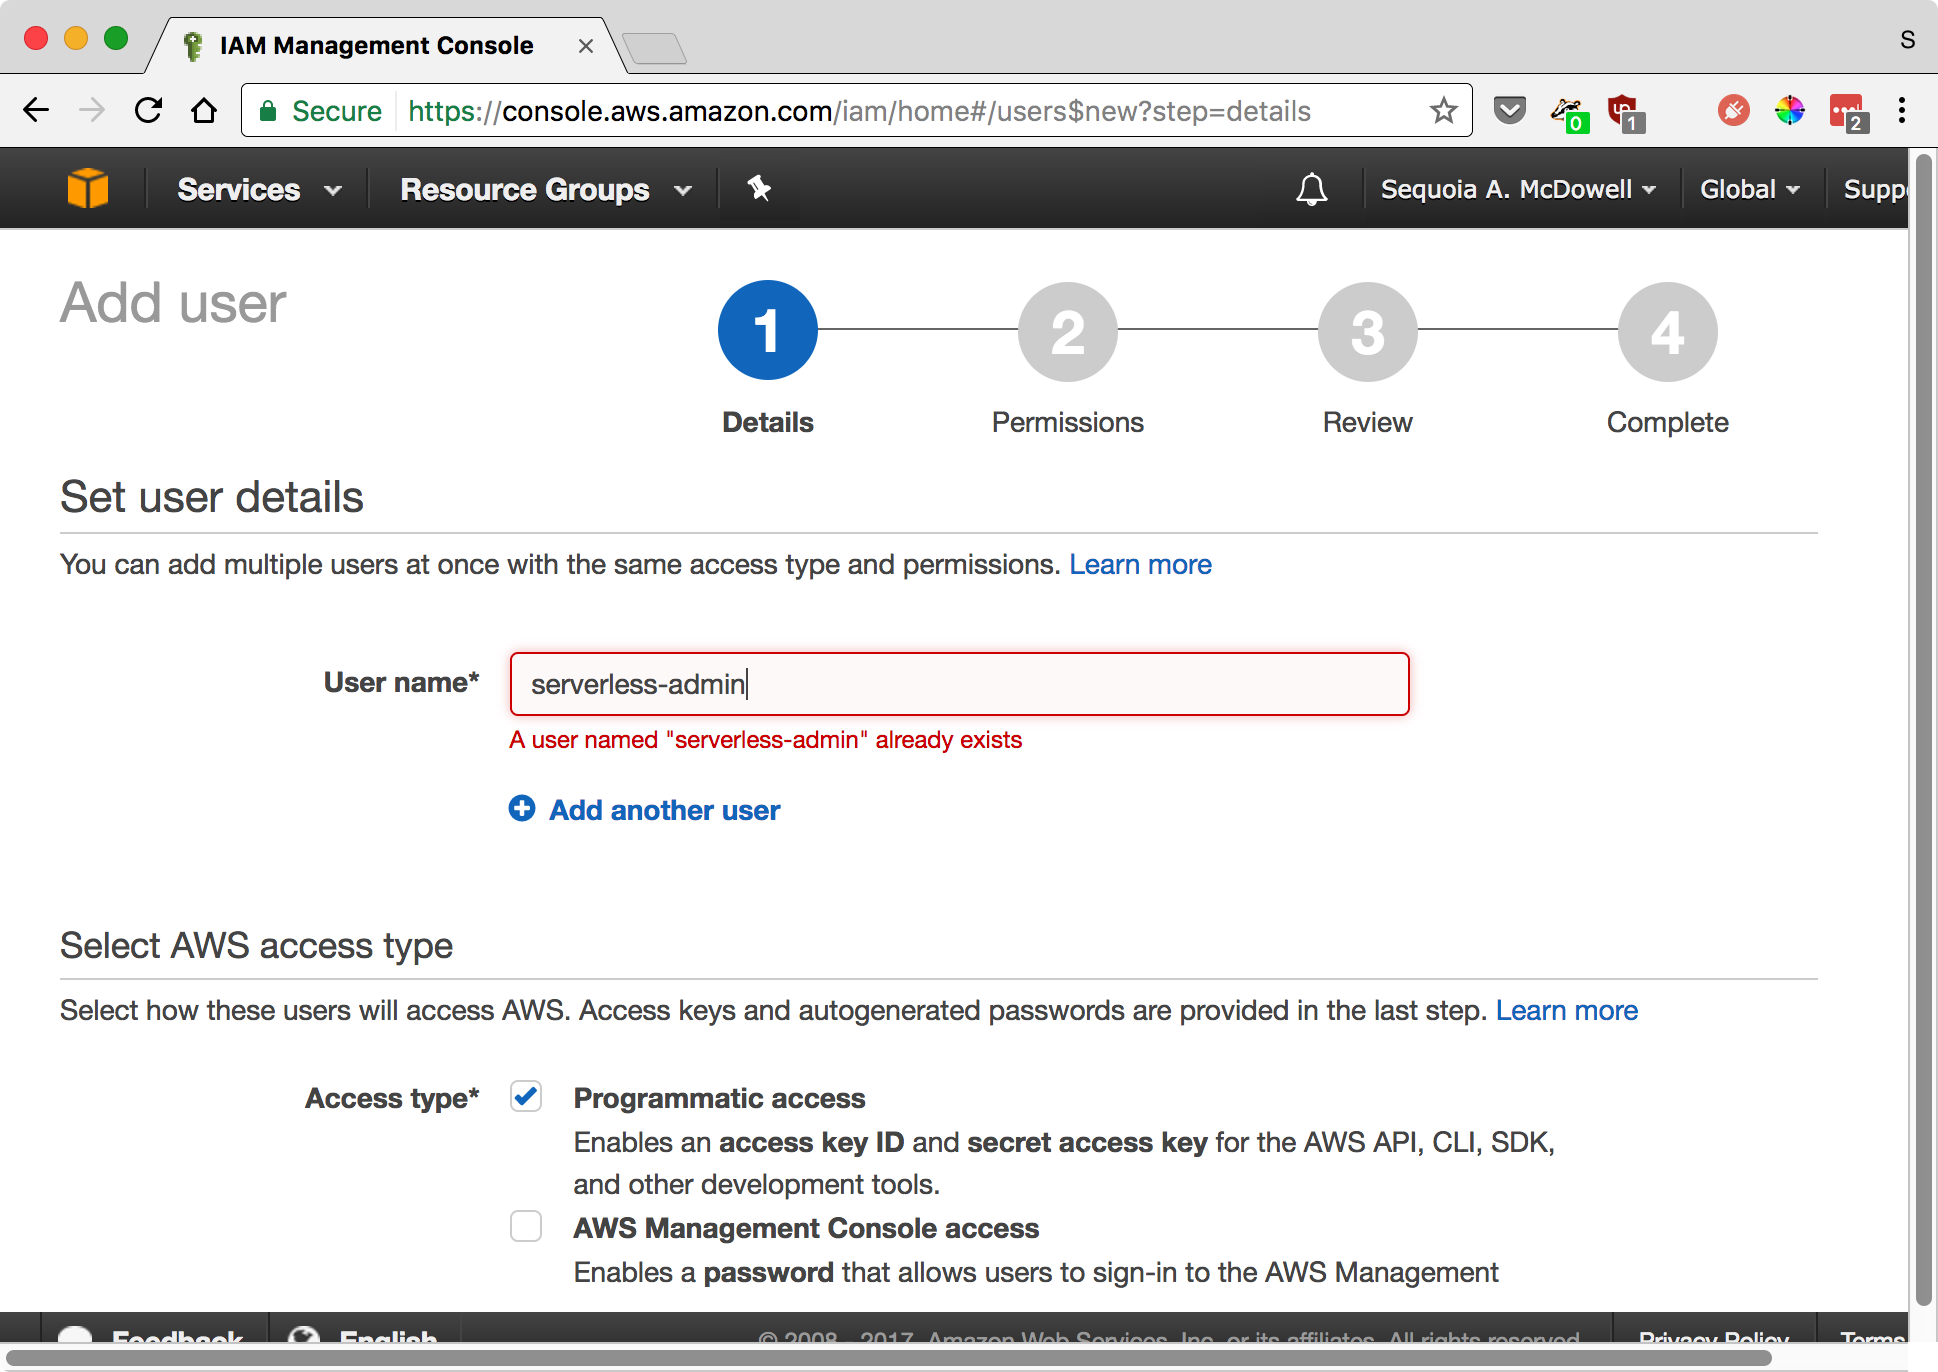 IAM Management Console
S
Secure https://console.aws.amazon.com/iam/home#/users$new?step=details
0
1
2
Services
Resource Groups
Sequoia A. McDowell
Global
Suppo
Add user
1
2
3
4
Details
Permissions
Review
Complete
Set user details
You can add multiple users at once with the same access type and permissions. Learn more
User name*
serverless-admin
A user named "serverless-admin" already exists
Add another user
Select AWS access type
Select how these users will access AWS. Access keys and autogenerated passwords are provided in the last step. Learn more
Access type*
Programmatic access
Enables an access key ID and secret access key for the AWS API, CLI, SDK,
and other development tools.
AWS Management Console access
Enables a password that allows users to sign-in to the AWS Management
Feedback
English
© 2008 - 2017, Amazon Web Services, Inc. or its affiliates. All rights reserved.
Privacy Policy
Terms